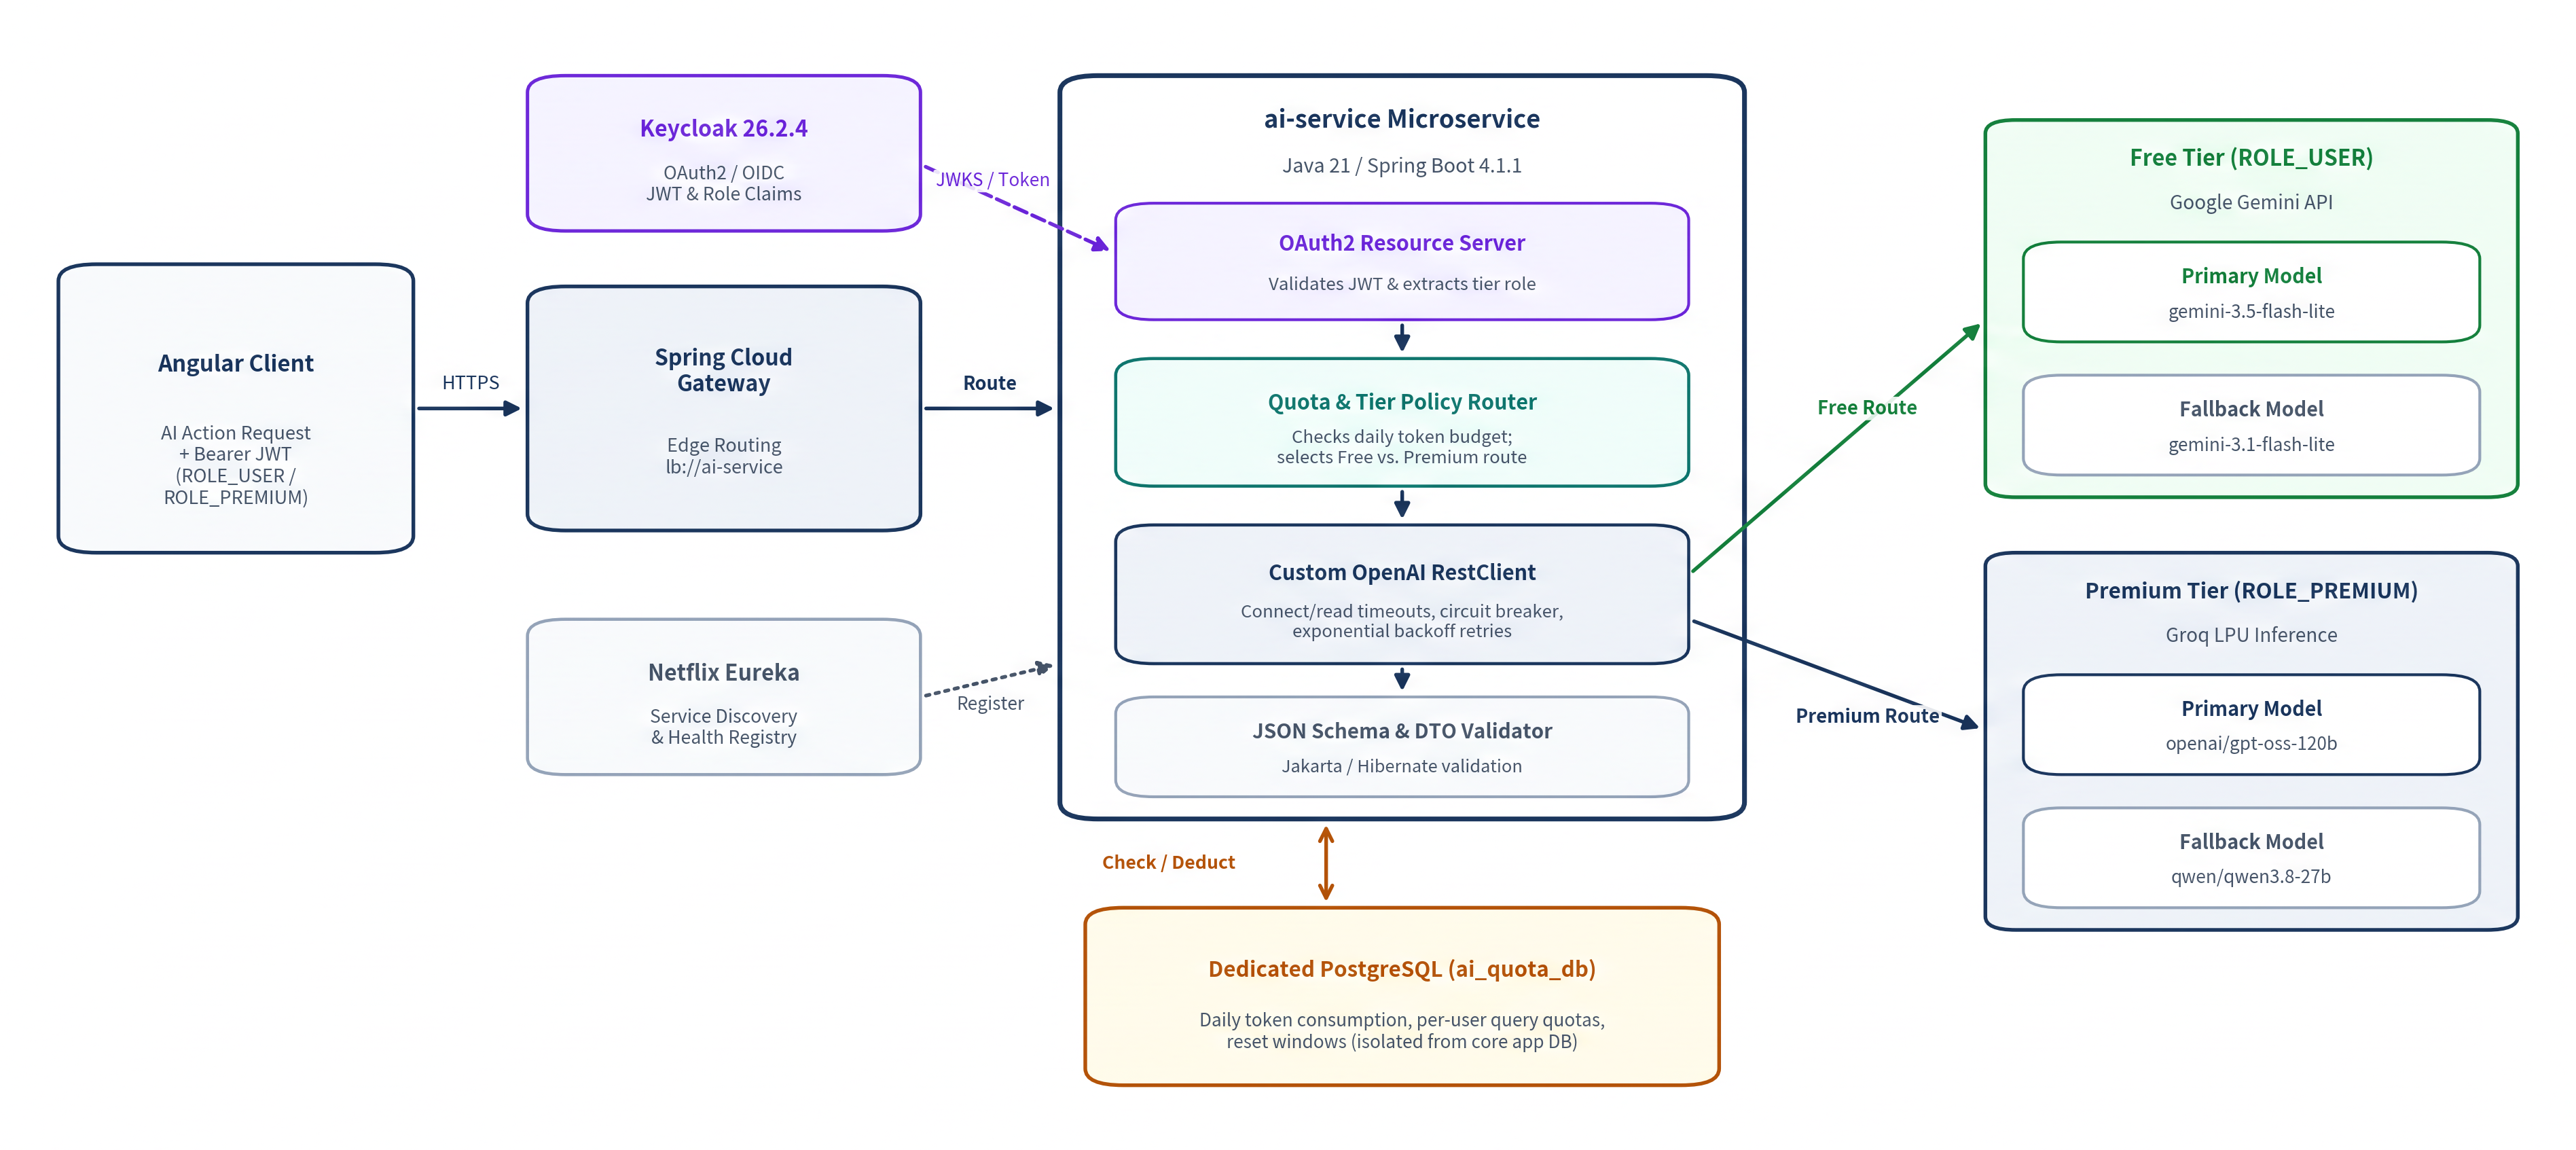 Keycloak 26.2.4
OAuth2 / OIDC
JWT & Role Claims
JWKS / Token
Angular Client
AI Action Request
+ Bearer JWT
(ROLE_USER /
ROLE_PREMIUM)
HTTPS
Spring Cloud
Gateway
Edge Routing
lb://ai-service
Route
Netflix Eureka
Service Discovery
& Health Registry
Register
ai-service Microservice
Java 21 / Spring Boot 4.1.1
OAuth2 Resource Server
Validates JWT & extracts tier role
Quota & Tier Policy Router
Checks daily token budget;
selects Free vs. Premium route
Custom OpenAI RestClient
Connect/read timeouts, circuit breaker,
exponential backoff retries
JSON Schema & DTO Validator
Jakarta / Hibernate validation
Check / Deduct
Dedicated PostgreSQL (ai_quota_db)
Daily token consumption, per-user query quotas,
reset windows (isolated from core app DB)
Free Route
Premium Route
Free Tier (ROLE_USER)
Google Gemini API
Primary Model
gemini-3.5-flash-lite
Fallback Model
gemini-3.1-flash-lite
Premium Tier (ROLE_PREMIUM)
Groq LPU Inference
Primary Model
openai/gpt-oss-120b
Fallback Model
qwen/qwen3.8-27b